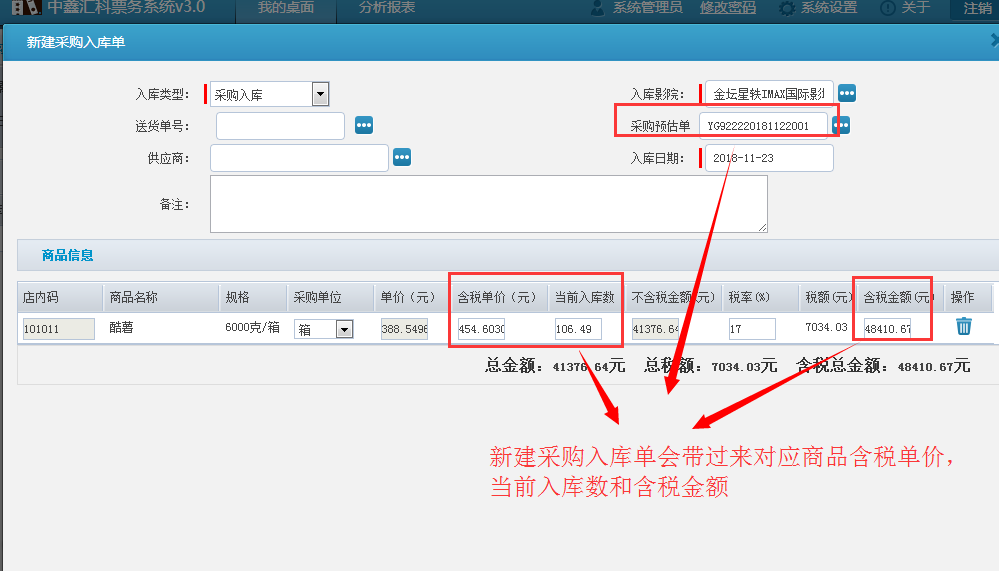 中鑫汇科票务系统v3.0 我的桌面 分析报表 系统管理员 修改密码 系统设置 关于 注销
新建采购入库单
入库类型： 采购入库 入库影院： 金坛星轶IMAX国际影
送货单号： 采购预估单 YG922220181122001
供应商： 入库日期： 2018-11-23
备注：
商品信息
店内码 商品名称 规格 采购单位 单价（元） 含税单价（元） 当前入库数 不含税金额(元) 税率(%) 税额(元) 含税金额(元) 操作
101011 酷薯 6000克/箱 箱 388.5496 454.6030 106.49 41376.64 17 7034.03 48410.67
总金额：41376.64元 总税额：7034.03元 含税总金额：48410.67元
新建采购入库单会带过来对应商品含税单价，
当前入库数和含税金额